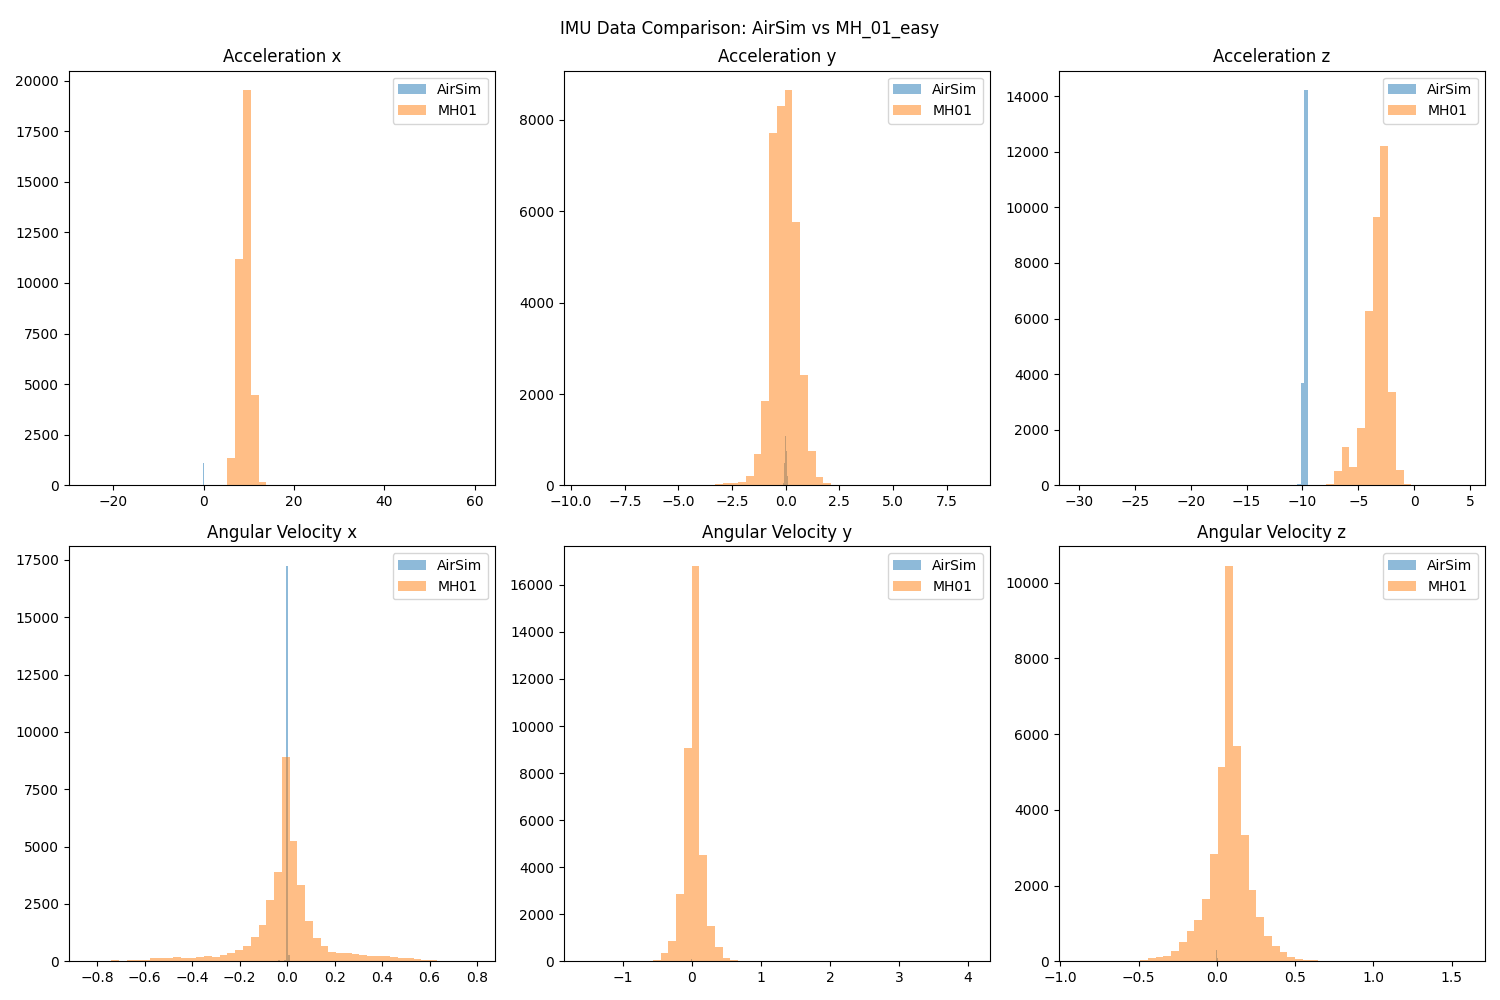 IMU Data Comparison: AirSim vs MH_01_easy
Acceleration x
20000
17500
15000
12500
10000
7500
5000
2500
0
−20 0 20 40 60
AirSim
MH01
Acceleration y
8000
6000
4000
2000
0
−10.0 −7.5 −5.0 −2.5 0.0 2.5 5.0 7.5
AirSim
MH01
Acceleration z
14000
12000
10000
8000
6000
4000
2000
0
−30 −25 −20 −15 −10 −5 0 5
AirSim
MH01
Angular Velocity x
17500
15000
12500
10000
7500
5000
2500
0
−0.8 −0.6 −0.4 −0.2 0.0 0.2 0.4 0.6 0.8
AirSim
MH01
Angular Velocity y
16000
14000
12000
10000
8000
6000
4000
2000
0
−1 0 1 2 3 4
AirSim
MH01
Angular Velocity z
10000
8000
6000
4000
2000
0
−1.0 −0.5 0.0 0.5 1.0 1.5
AirSim
MH01